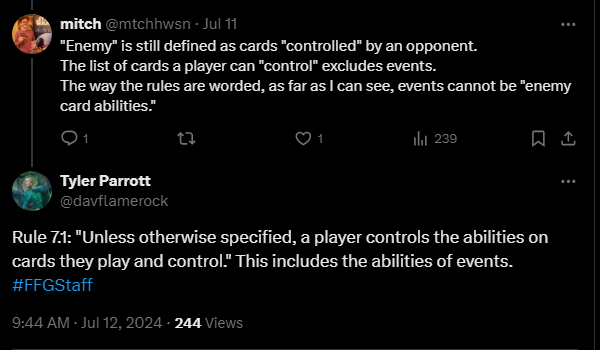 mitch @mtchhwsn · Jul 11
"Enemy" is still defined as cards "controlled" by an opponent.
The list of cards a player can "control" excludes events.
The way the rules are worded, as far as I can see, events cannot be "enemy
card abilities."
1 1 239
Tyler Parrott
@davflamerock
Rule 7.1: "Unless otherwise specified, a player controls the abilities on
cards they play and control." This includes the abilities of events.
#FFGStaff
9:44 AM · Jul 12, 2024 · 244 Views